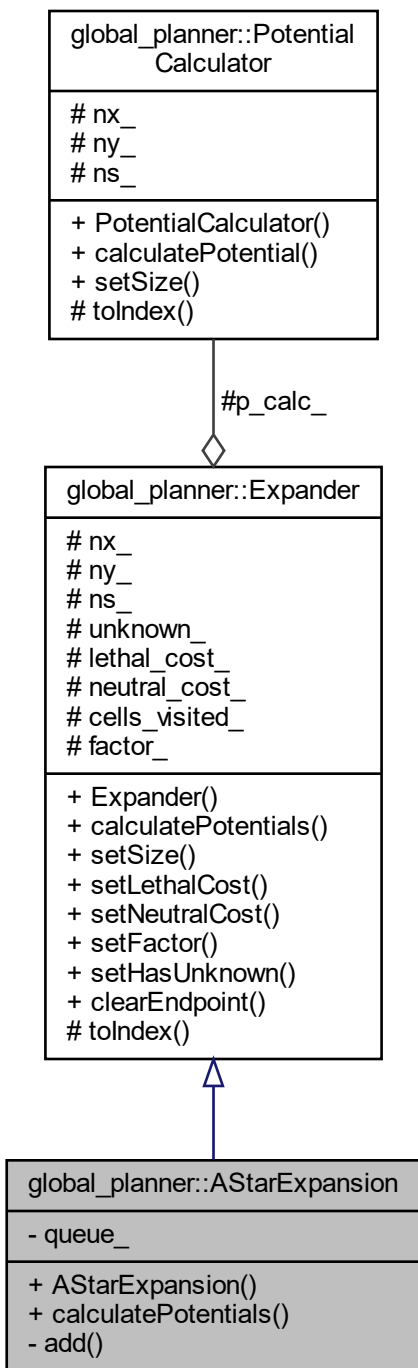 global_planner::Potential
Calculator
# nx_
# ny_
# ns_
+ PotentialCalculator()
+ calculatePotential()
+ setSize()
# toIndex()
#p_calc_
global_planner::Expander
# nx_
# ny_
# ns_
# unknown_
# lethal_cost_
# neutral_cost_
# cells_visited_
# factor_
+ Expander()
+ calculatePotentials()
+ setSize()
+ setLethalCost()
+ setNeutralCost()
+ setFactor()
+ setHasUnknown()
+ clearEndpoint()
# toIndex()
global_planner::AStarExpansion
- queue_
+ AStarExpansion()
+ calculatePotentials()
- add()